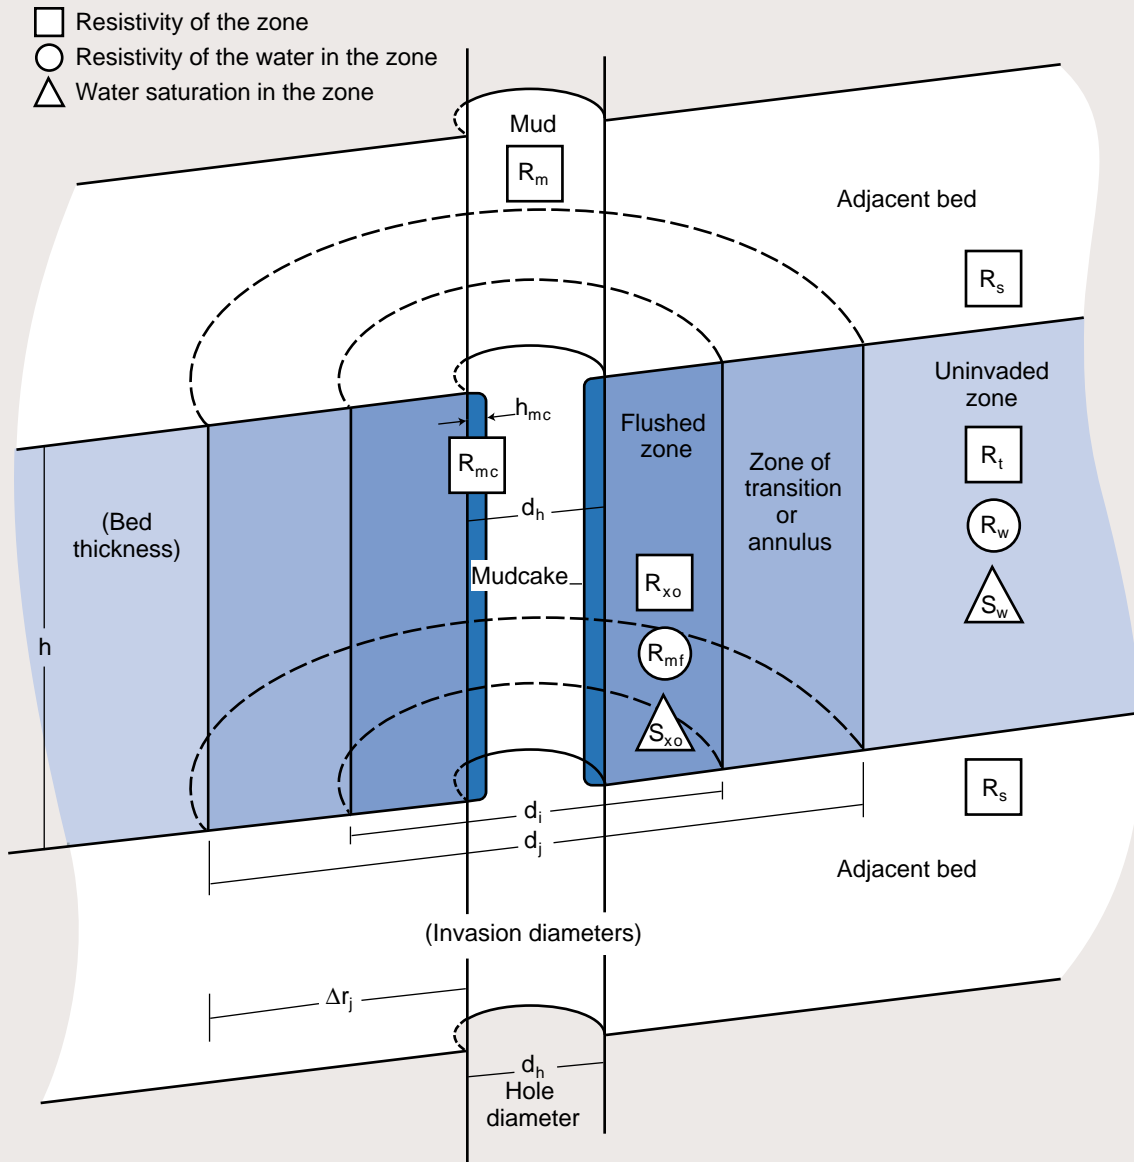 Resistivity of the zone
Resistivity of the water in the zone
Water saturation in the zone
Mud
Rm
Adjacent bed
Rs
Uninvaded
zone
Rt
Rw
Sw
hmc
Rmc
dh
Mudcake
Flushed
zone
Rxo
Rmf
Sxo
Zone of
transition
or
annulus
(Bed
thickness)
h
di
dj
Rs
Adjacent bed
(Invasion diameters)
Δrj
dh
Hole
diameter